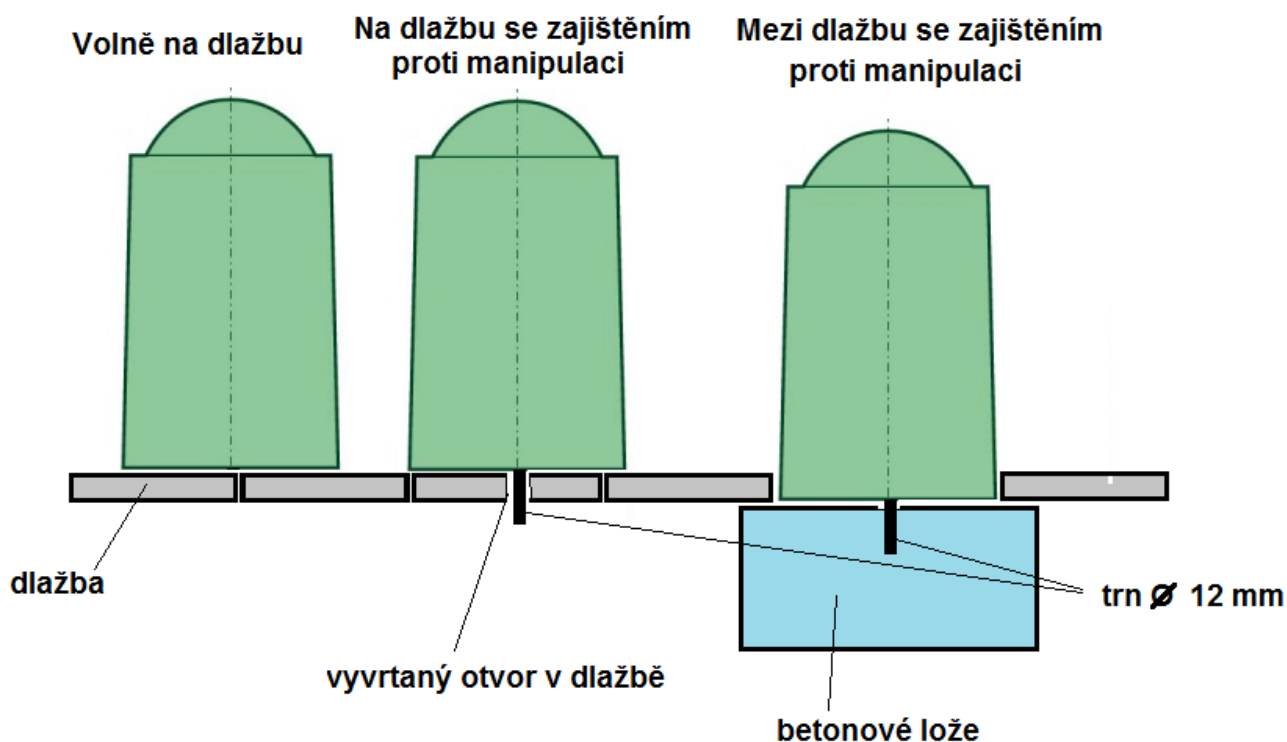 Volně na dlažbu
Na dlažbu se zajištěním
proti manipulaci
Mezi dlažbu se zajištěním
proti manipulaci
dlažba
trn Ø 12 mm
vyvrtaný otvor v dlažbě
betonové lože